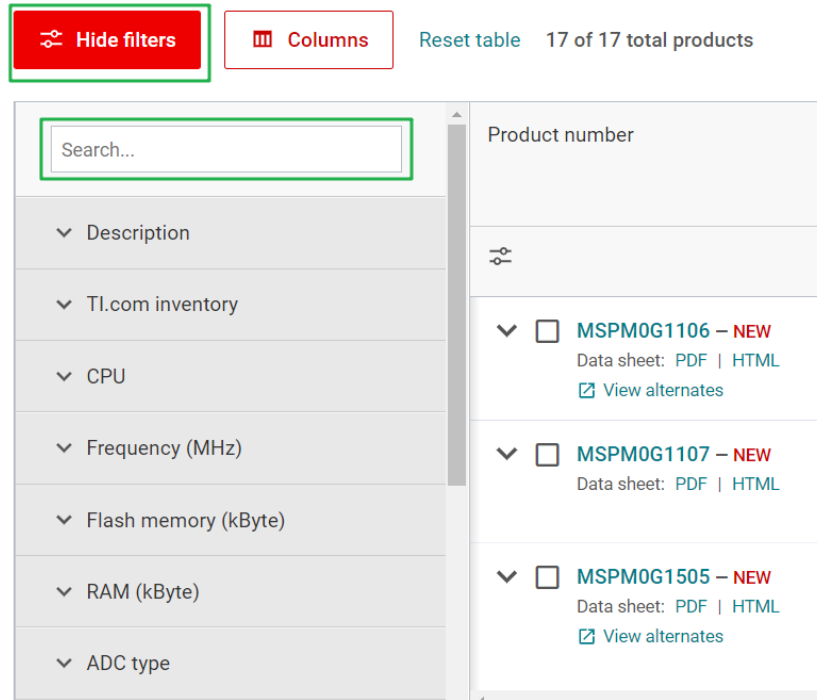 Hide filters
Columns
Reset table
17 of 17 total products
Search...
Description
TI.com inventory
CPU
Frequency (MHz)
Flash memory (kByte)
RAM (kByte)
ADC type
Product number
MSPM0G1106 – NEW
Data sheet: PDF | HTML
View alternates
MSPM0G1107 – NEW
Data sheet: PDF | HTML
MSPM0G1505 – NEW
Data sheet: PDF | HTML
View alternates